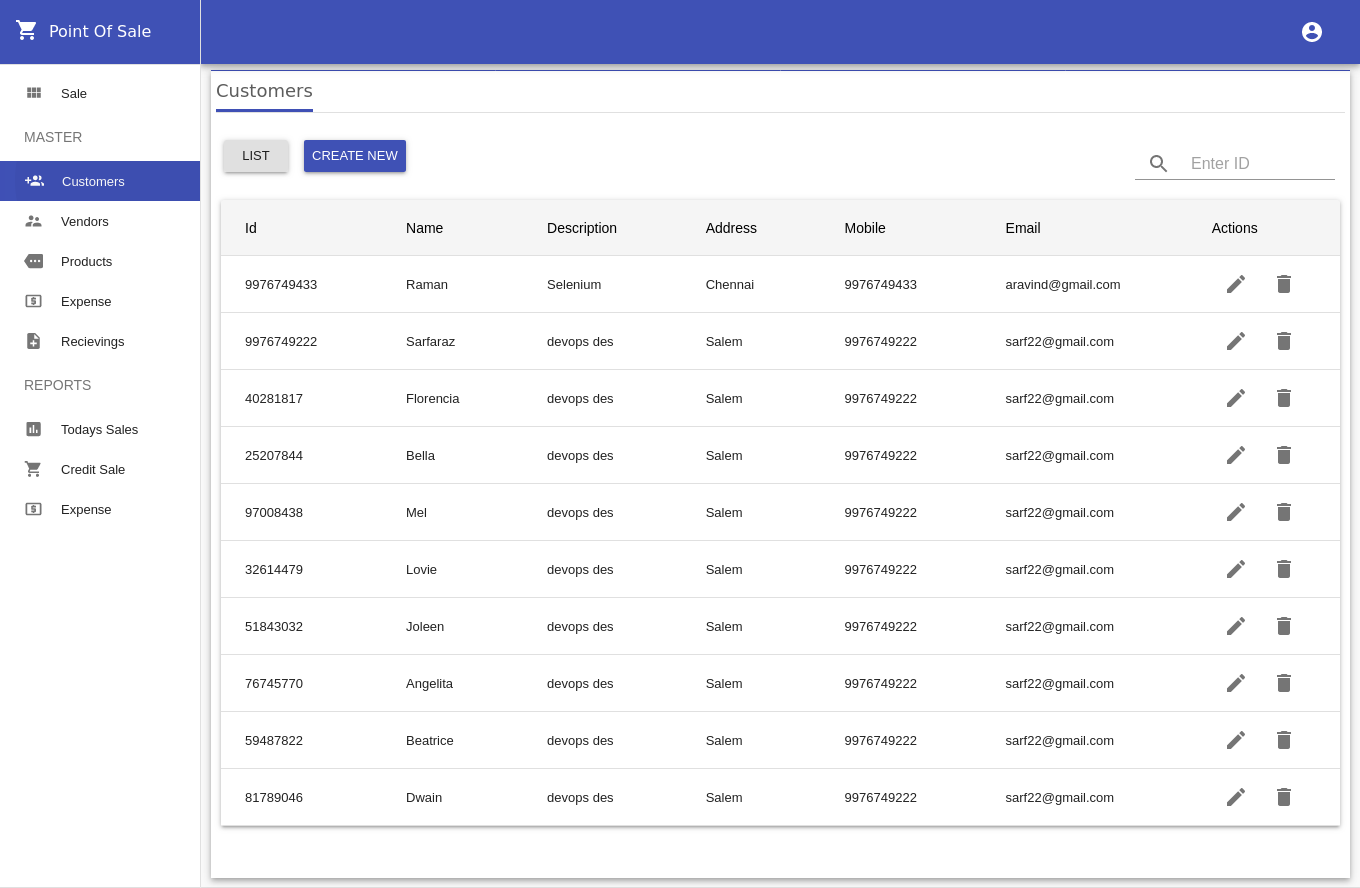 Point Of Sale
Sale
MASTER
Customers
Vendors
Products
Expense
Recievings
REPORTS
Todays Sales
Credit Sale
Expense
Customers
LIST CREATE NEW Enter ID
Id Name Description Address Mobile Email Actions
9976749433 Raman Selenium Chennai 9976749433 aravind@gmail.com
9976749222 Sarfaraz devops des Salem 9976749222 sarf22@gmail.com
40281817 Florencia devops des Salem 9976749222 sarf22@gmail.com
25207844 Bella devops des Salem 9976749222 sarf22@gmail.com
97008438 Mel devops des Salem 9976749222 sarf22@gmail.com
32614479 Lovie devops des Salem 9976749222 sarf22@gmail.com
51843032 Joleen devops des Salem 9976749222 sarf22@gmail.com
76745770 Angelita devops des Salem 9976749222 sarf22@gmail.com
59487822 Beatrice devops des Salem 9976749222 sarf22@gmail.com
81789046 Dwain devops des Salem 9976749222 sarf22@gmail.com